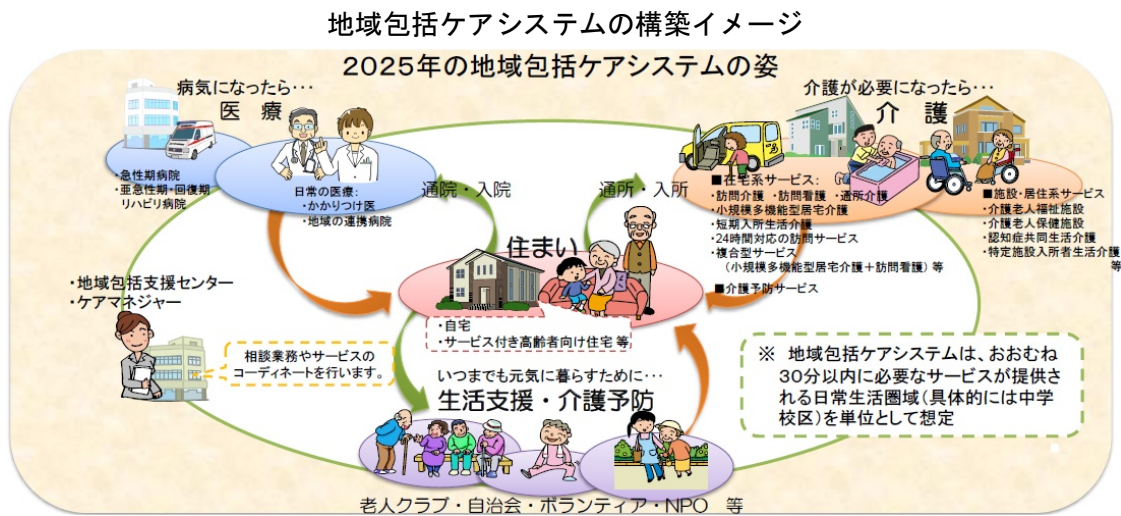 地域包括ケアシステムの構築イメージ
2025年の地域包括ケアシステムの姿
病気になったら･･･
医　療
・急性期病院
・亜急性期・回復期
リハビリ病院
日常の医療：
・かかりつけ医
・地域の連携病院
通院・入院
通所・入所
介護が必要になったら･･･
介　護
■在宅系サービス：
・訪問介護 ・訪問看護 ・通所介護
・小規模多機能型居宅介護
・短期入所生活介護
・24時間対応の訪問サービス
・複合型サービス
（小規模多機能型居宅介護＋訪問看護） 等
■介護予防サービス
■施設・居住系サービス
・介護老人福祉施設
・介護老人保健施設
・認知症共同生活介護
・特定施設入所者生活介護
等
住まい
・自宅
・サービス付き高齢者向け住宅 等
・地域包括支援センター
・ケアマネジャー
相談業務やサービスの
コーディネートを行います。
いつまでも元気に暮らすために･･･
生活支援・介護予防
老人クラブ・自治会・ボランティア・NPO 等
※ 地域包括ケアシステムは、おおむね
30分以内に必要なサービスが提供さ
れる日常生活圏域（具体的には中学
校区）を単位として想定